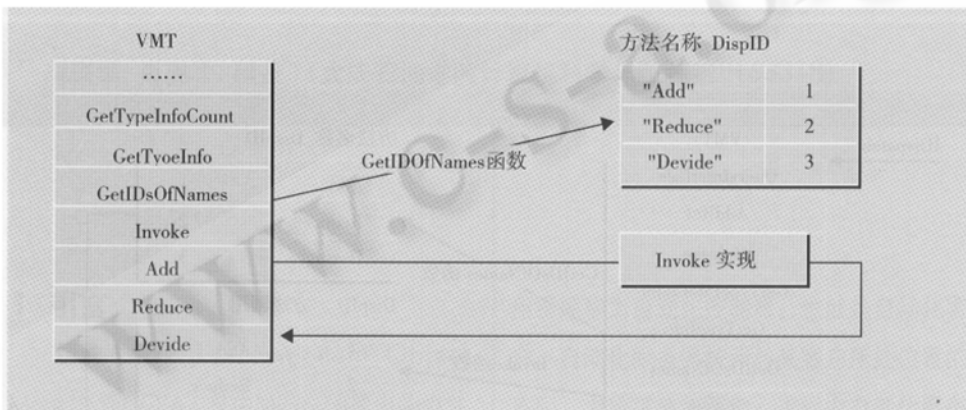 VMT
方法名称 DispID
……
GetTypeInfoCount
GetTyoeInfo
GetIDsOfNames
Invoke
Add
Reduce
Devide
GetIDOfNames函数
"Add" 1
"Reduce" 2
"Devide" 3
Invoke 实现
www.c-s-a.